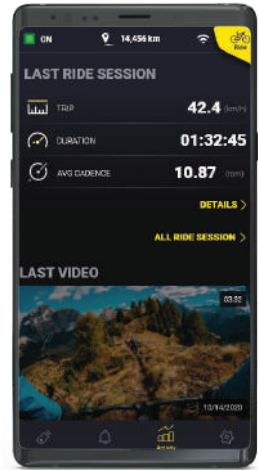 ON
14,456 km
Ride
LAST RIDE SESSION
TRIP
42.4 (km/h)
DURATION
01:32:45
AVG CADENCE
10.87 (rpm)
DETAILS >
ALL RIDE SESSION >
LAST VIDEO
03:32
10/14/2020
Activity